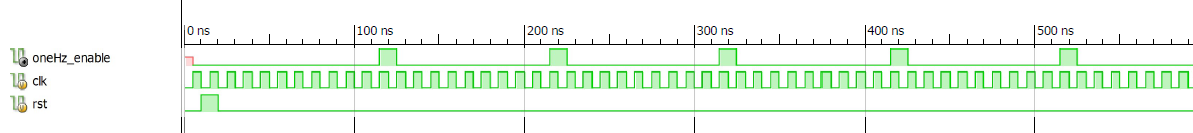 0 ns 100 ns 200 ns 300 ns 400 ns 500 ns
oneHz_enable
clk
rst